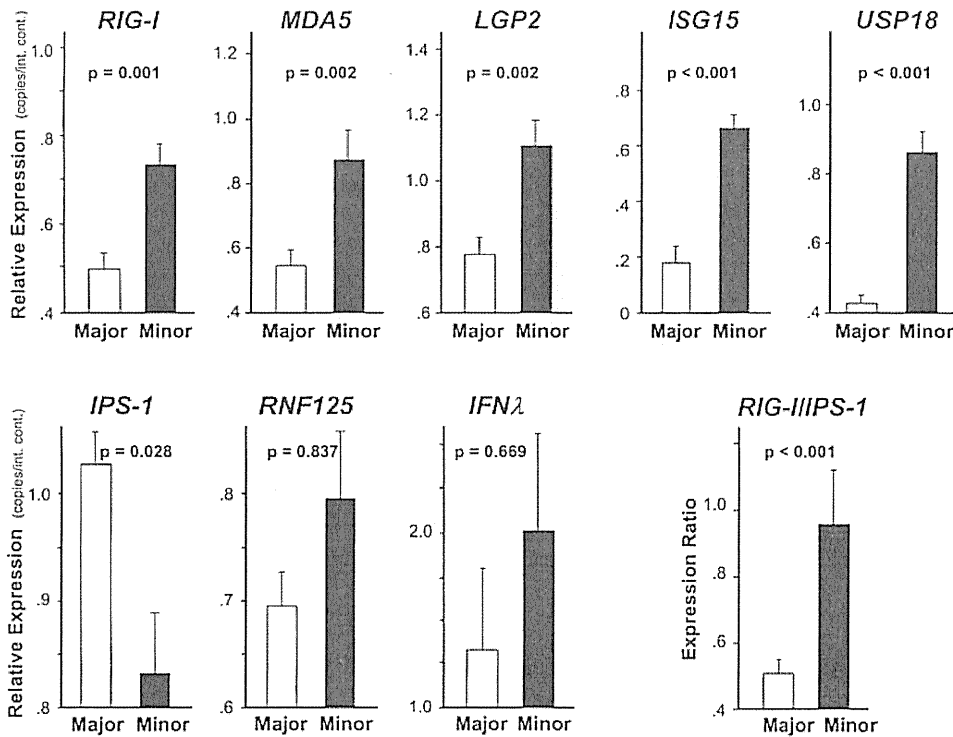 RIG-I
MDA5
LGP2
ISG15
USP18
Relative Expression (copies/int. cont.)
1.0
.8
.6
.4
p = 0.001
Major Minor
1.2
1.0
.8
.6
.4
p = 0.002
Major Minor
1.4
1.2
1.0
.8
.6
p = 0.002
Major Minor
.8
.6
.4
.2
0
p < 0.001
Major Minor
1.0
.8
.6
.4
p < 0.001
Major Minor
IPS-1
RNF125
IFNλ
RIG-I/IPS-1
Relative Expression (copies/int. cont.)
1.0
.9
.8
p = 0.028
Major Minor
.8
.7
.6
p = 0.837
Major Minor
2.0
1.0
p = 0.669
Major Minor
Expression Ratio
1.0
.8
.6
.4
p < 0.001
Major Minor